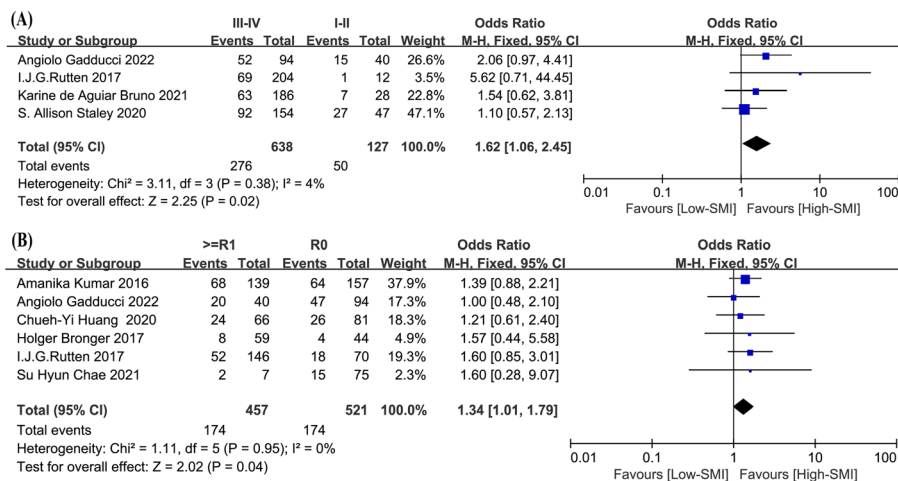 (A)
III-IV I-II Odds Ratio Odds Ratio
Study or Subgroup Events Total Events Total Weight M-H, Fixed, 95% CI M-H, Fixed, 95% CI
Angiolo Gadducci 2022 52 94 15 40 26.6% 2.06 [0.97, 4.41]
I.J.G.Rutten 2017 69 204 1 12 3.5% 5.62 [0.71, 44.45]
Karine de Aguiar Bruno 2021 63 186 7 28 22.8% 1.54 [0.62, 3.81]
S. Allison Staley 2020 92 154 27 47 47.1% 1.10 [0.57, 2.13]
Total (95% CI) 638 127 100.0% 1.62 [1.06, 2.45]
Total events 276 50
Heterogeneity: Chi² = 3.11, df = 3 (P = 0.38); I² = 4%
Test for overall effect: Z = 2.25 (P = 0.02)
0.01 0.1 1 10 100
Favours [Low-SMI] Favours [High-SMI]
(B)
>=R1 R0 Odds Ratio Odds Ratio
Study or Subgroup Events Total Events Total Weight M-H, Fixed, 95% CI M-H, Fixed, 95% CI
Amanika Kumar 2016 68 139 64 157 37.9% 1.39 [0.88, 2.21]
Angiolo Gadducci 2022 20 40 47 94 17.3% 1.00 [0.48, 2.10]
Chueh-Yi Huang 2020 24 66 26 81 18.3% 1.21 [0.61, 2.40]
Holger Bronger 2017 8 59 4 44 4.9% 1.57 [0.44, 5.58]
I.J.G.Rutten 2017 52 146 18 70 19.3% 1.60 [0.85, 3.01]
Su Hyun Chae 2021 2 7 15 75 2.3% 1.60 [0.28, 9.07]
Total (95% CI) 457 521 100.0% 1.34 [1.01, 1.79]
Total events 174 174
Heterogeneity: Chi² = 1.11, df = 5 (P = 0.95); I² = 0%
Test for overall effect: Z = 2.02 (P = 0.04)
0.01 0.1 1 10 100
Favours [Low-SMI] Favours [High-SMI]